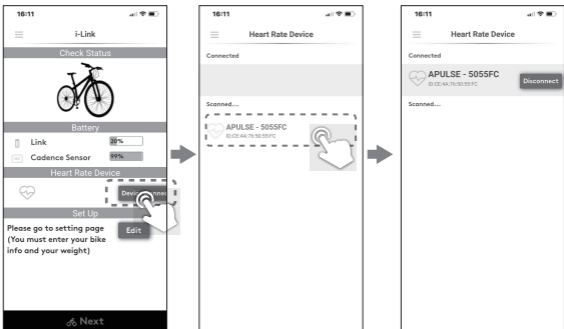 16:11
i-Link
Check Status
Battery
Link 20%
Cadence Sensor 99%
Heart Rate Device
Set Up
Please go to setting page
(You must enter your bike
info and your weight)
Edit
Next
16:11
Heart Rate Device
Connected
Scanned....
APULSE - 5055FC
16:11
Heart Rate Device
Connected
APULSE - 5055FC
Disconnect
Scanned....